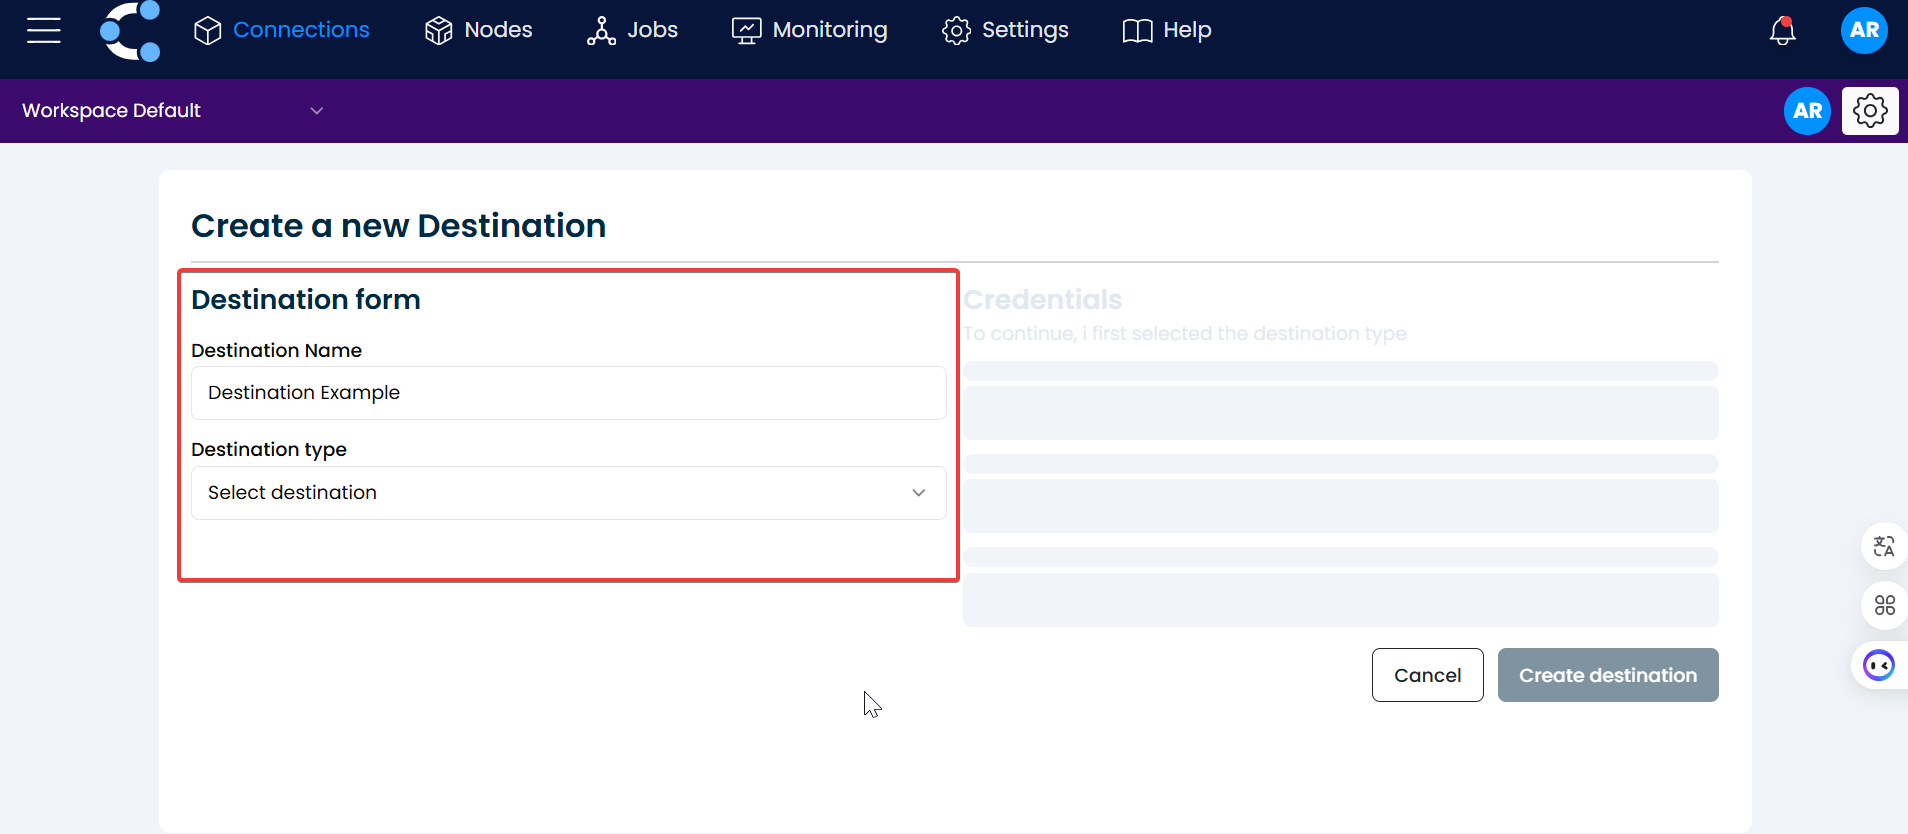 Connections
Nodes
Jobs
Monitoring
Settings
Help
AR
Workspace Default
AR
Create a new Destination
Destination form
Destination Name
Destination Example
Destination type
Select destination
Credentials
To continue, i first selected the destination type
Cancel
Create destination